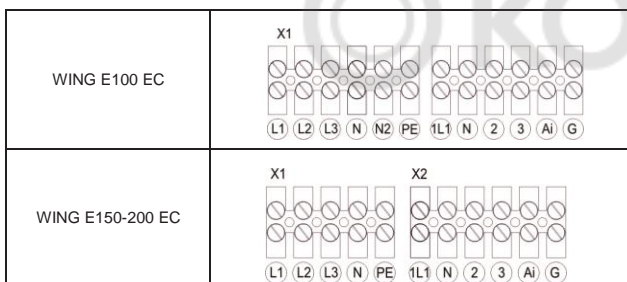 KO
X1
WING E100 EC
L1 L2 L3 N N2 PE 1L1 N 2 3 Ai G
X1 X2
WING E150-200 EC
L1 L2 L3 N PE 1L1 N 2 3 Ai G